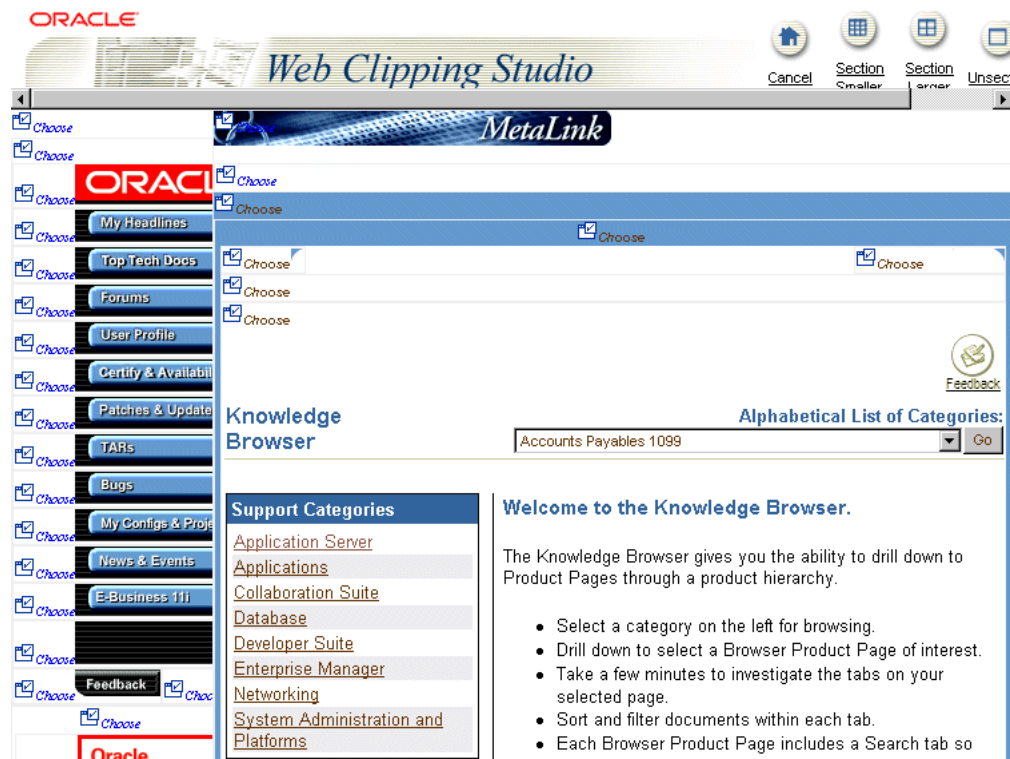 ORACLE
Web Clipping Studio
Cancel
Section
Smaller
Section
Larger
Choose
Choose
Choose
MetaLink
Choose
ORACL
Choose
Choose
Choose
My Headlines
Choose
Choose
Top Tech Docs
Choose
Choose
Choose
Forums
Choose
Choose
User Profile
Choose
Choose
Certify & Availabil
Feedback
Choose
Patches & Update
Knowledge
Browser
Alphabetical List of Categories:
Accounts Payables 1099
Go
Choose
TARs
Choose
Bugs
Choose
My Configs & Proje
Choose
News & Events
Choose
E-Business 11i
Choose
Choose
Feedback
Choo
Choose
Oracle
Support Categories
Application Server
Applications
Collaboration Suite
Database
Developer Suite
Enterprise Manager
Networking
System Administration and
Platforms
Welcome to the Knowledge Browser.
The Knowledge Browser gives you the ability to drill down to
Product Pages through a product hierarchy.
Select a category on the left for browsing.
Drill down to select a Browser Product Page of interest.
Take a few minutes to investigate the tabs on your
selected page.
Sort and filter documents within each tab.
Each Browser Product Page includes a Search tab so